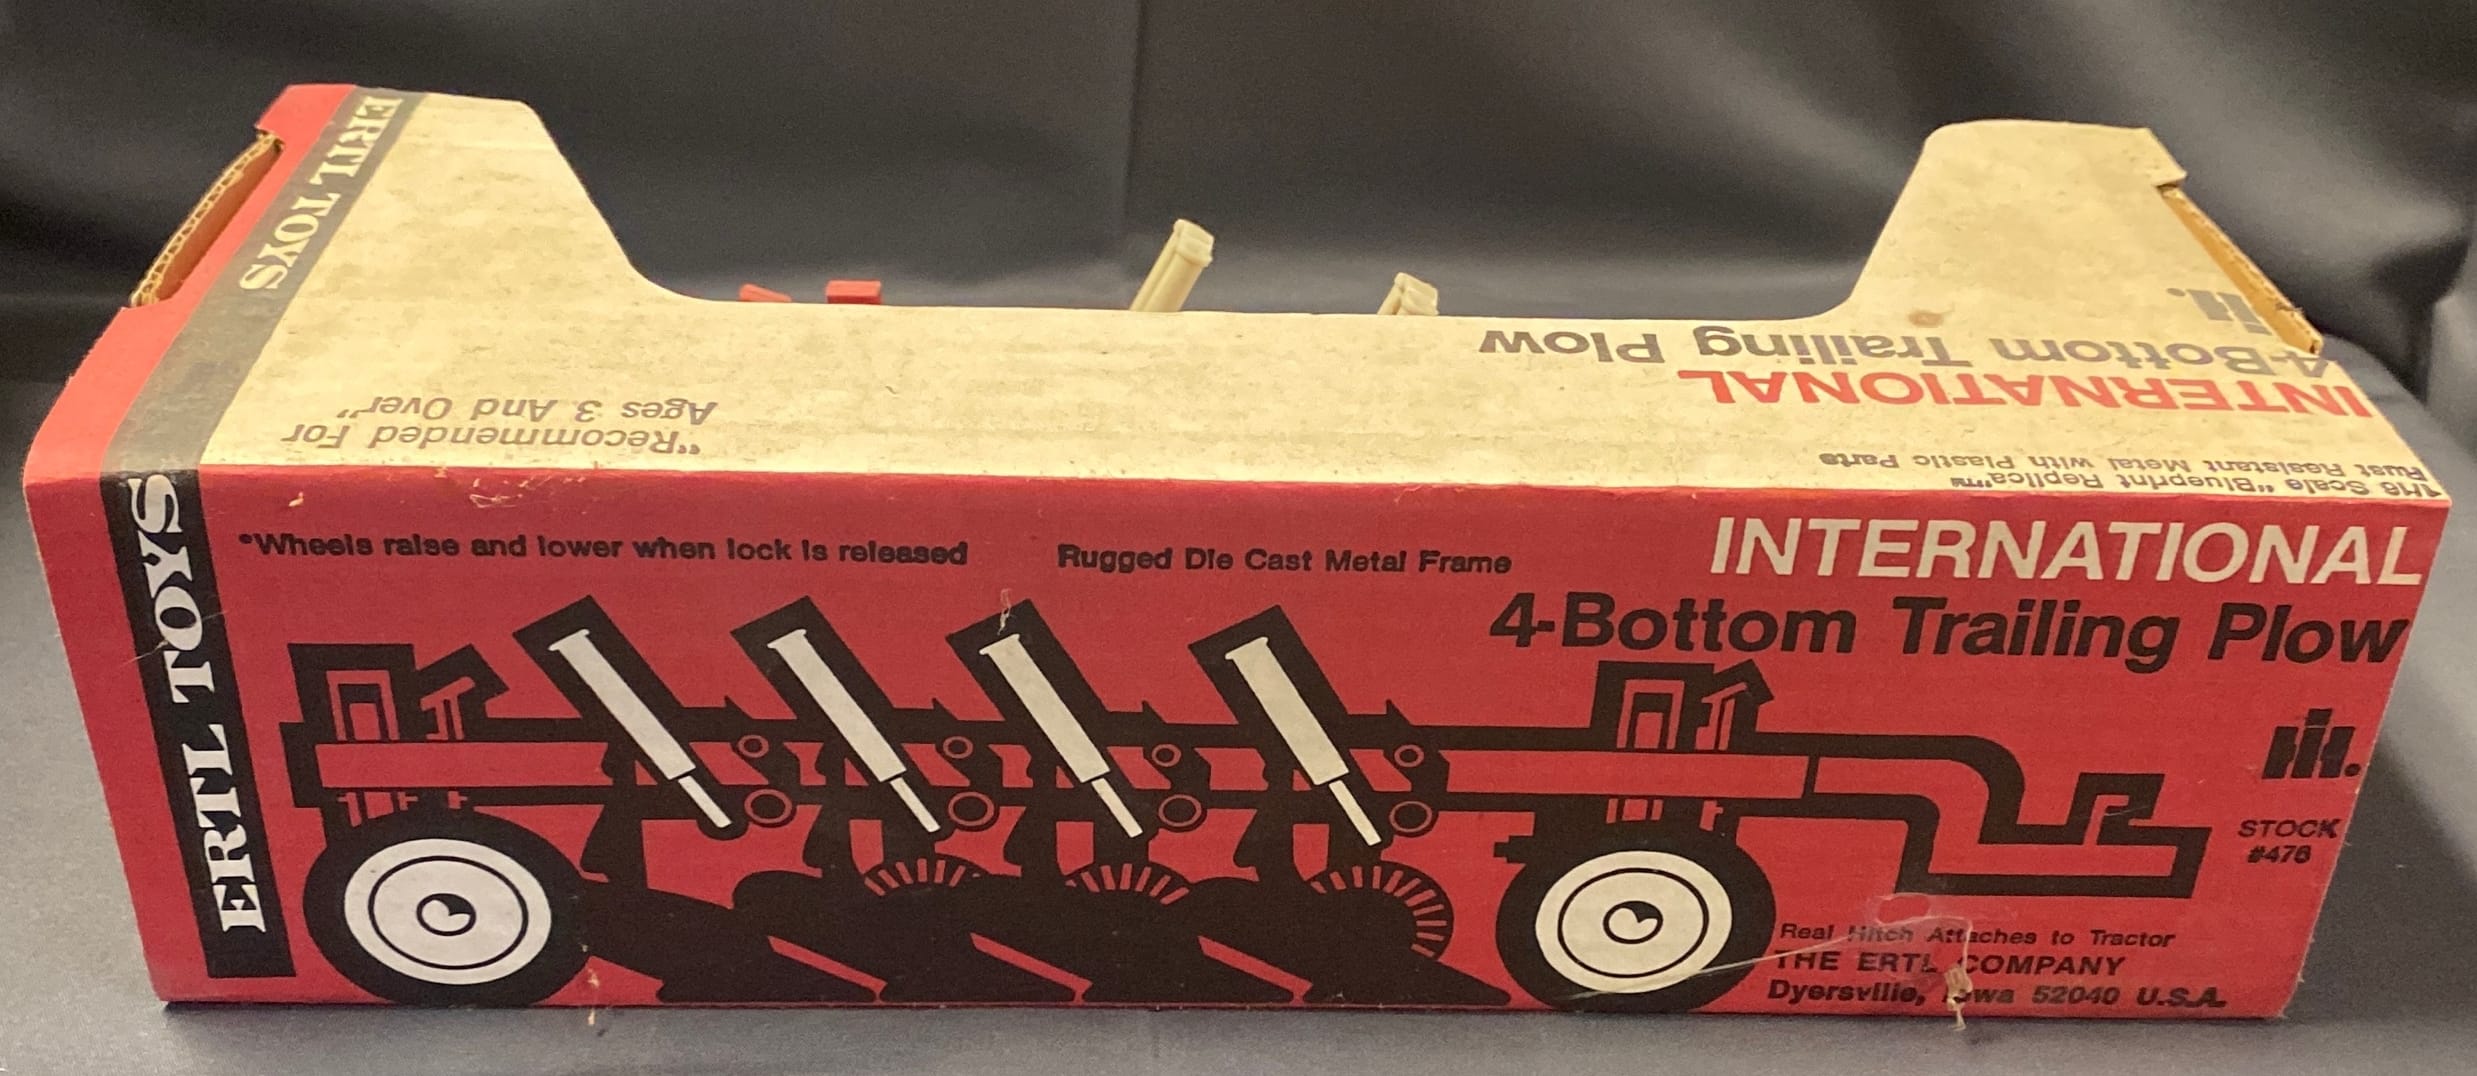 ERTL TOYS
"Recommended For
Ages 3 And Over"
INTERNATIONAL
4-Bottom Trailing Plow
1/16 Scale "Blueprint Replica"™
Rust Resistant Metal with Plastic Parts
ERTL TOYS
•Wheels raise and lower when lock is released
Rugged Die Cast Metal Frame
INTERNATIONAL
4-Bottom Trailing Plow
STOCK
Real Hitch Attaches to Tractor
THE ERTL COMPANY
Dyersville, Iowa 52040 U.S.A.